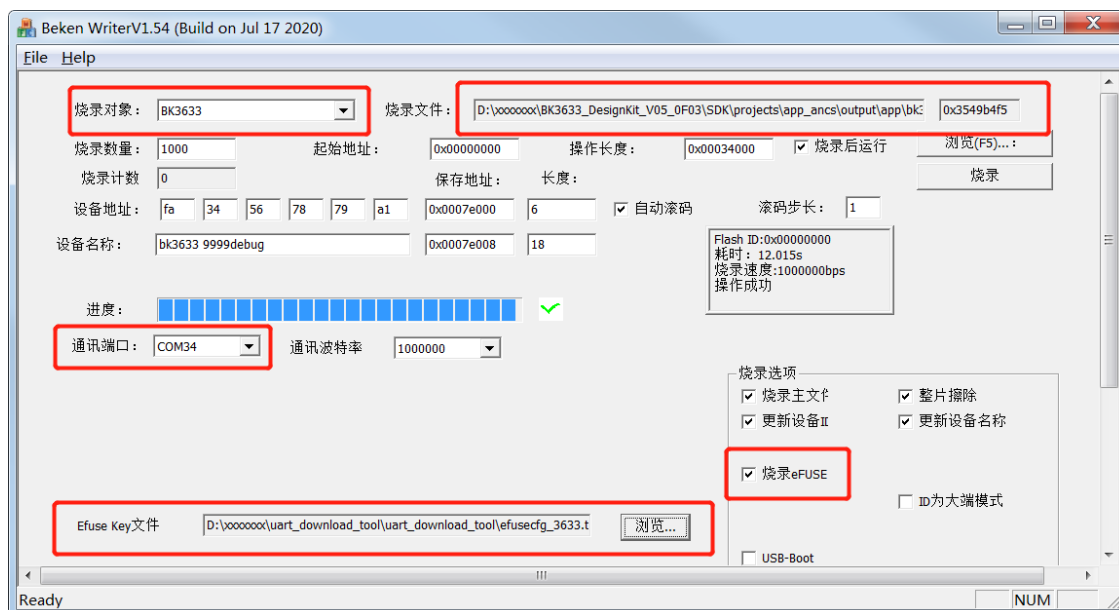 Beken WriterV1.54 (Build on Jul 17 2020)
File Help
烧录对象： BK3633 烧录文件： D:\xxxxxxx\BK3633_DesignKit_V05_0F03\SDK\projects\app_ancs\output\app\bk3 0x3549b4f5
烧录数量： 1000 起始地址： 0x00000000 操作长度： 0x00034000 烧录后运行 浏览(F5)...：
烧录计数 0 保存地址： 长度： 烧录
设备地址： fa 34 56 78 79 a1 0x0007e000 6 自动滚码 滚码步长： 1
设备名称： bk3633 9999debug 0x0007e008 18
Flash ID:0x00000000
耗时：12.015s
烧录速度:1000000bps
操作成功
进度：
通讯端口： COM34 通讯波特率 1000000
烧录选项
烧录主文件 整片擦除
更新设备ID 更新设备名称
烧录eFUSE
ID为大端模式
Efuse Key文件 D:\xxxxxxx\uart_download_tool\uart_download_tool\efusecfg_3633.t 浏览...
USB-Boot
Ready NUM